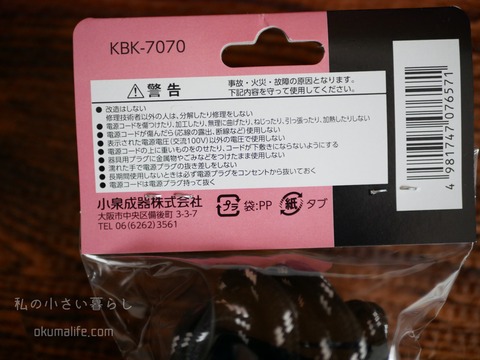 KBK-7070
⚠警告
事故・火災・故障の原因となります。
下記内容を守って使用してください。
●改造はしない
修理技術者以外の人は、分解したり修理をしない
●電源コードを傷つけたり、加工したり、無理に曲げたり、ねじったり、引っ張ったり、加熱したりしない
●電源コードが傷んだら(芯線の露出、断線など)使用しない
●表示された電源電圧(交流100V)以外の電圧で使用しない
●電源コードの上に重いものをのせたり、コードが下敷きにならないようにする
●器具用プラグに金属物やごみなどをつけたまま使用しない
●濡れた手で電源プラグの抜き差しをしない
●長期間使用しないときは必ず電源プラグをコンセントから抜いておく
●電源コードは電源プラグ持って抜く
小泉成器株式会社
大阪市中央区備後町 3-3-7
TEL 06(6262)3561
プラ 袋:PP 紙 タブ
4 981747 076571
私の小さい暮らし
okumalife.com